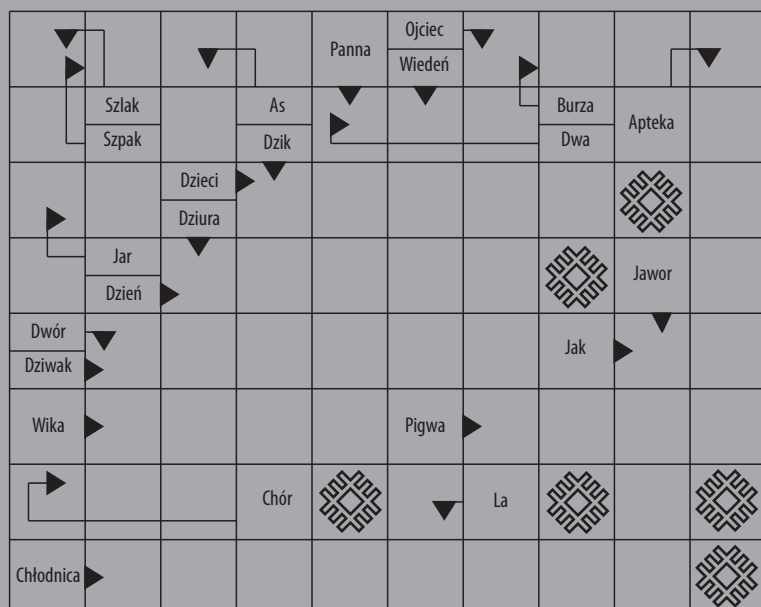 Panna
Ojciec
Wiedeń
Szlak
Szpak
As
Dzik
Burza
Dwa
Apteka
Dzieci
Dziura
Jar
Dzień
Jawor
Dwór
Dziwak
Jak
Wika
Pigwa
Chór
La
Chłodnica